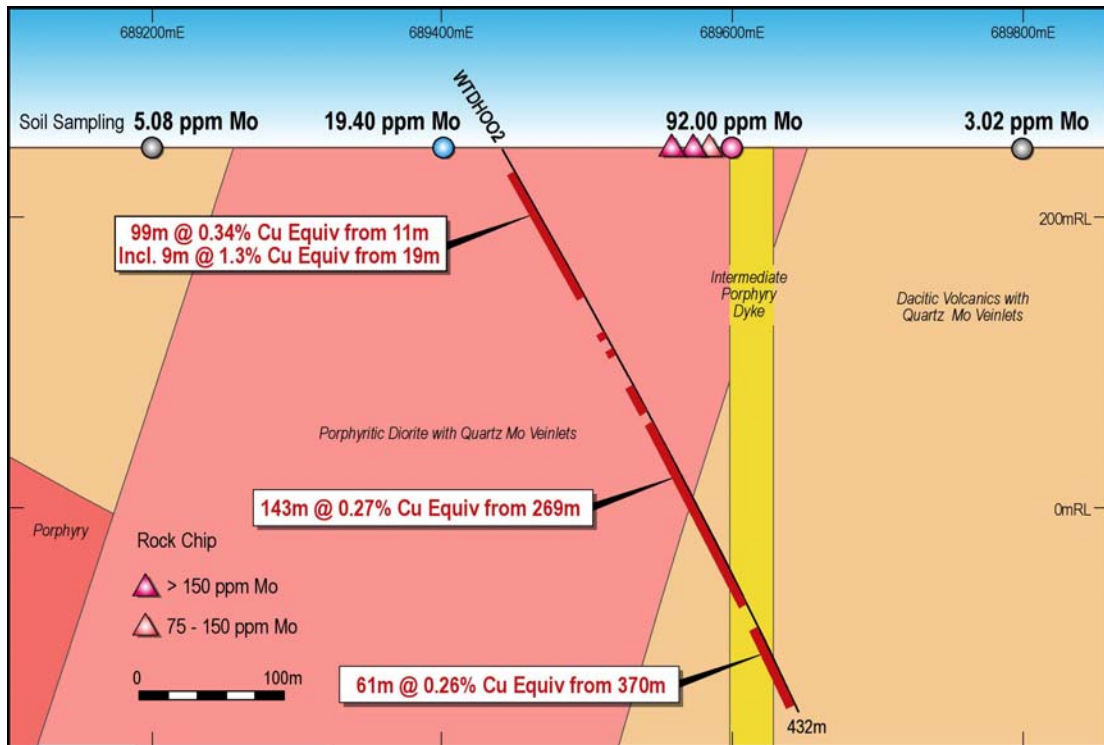 689200mE
689400mE
689600mE
689800mE
WTDHOO2
Soil Sampling
5.08 ppm Mo
19.40 ppm Mo
92.00 ppm Mo
3.02 ppm Mo
200mRL
99m @ 0.34% Cu Equiv from 11m
Incl. 9m @ 1.3% Cu Equiv from 19m
Intermediate
Porphyry
Dyke
Dacitic Volcanics with
Quartz Mo Veinlets
Porphyritic Diorite with Quartz Mo Veinlets
143m @ 0.27% Cu Equiv from 269m
0mRL
Porphyry
Rock Chip
> 150 ppm Mo
75 - 150 ppm Mo
0
100m
61m @ 0.26% Cu Equiv from 370m
432m